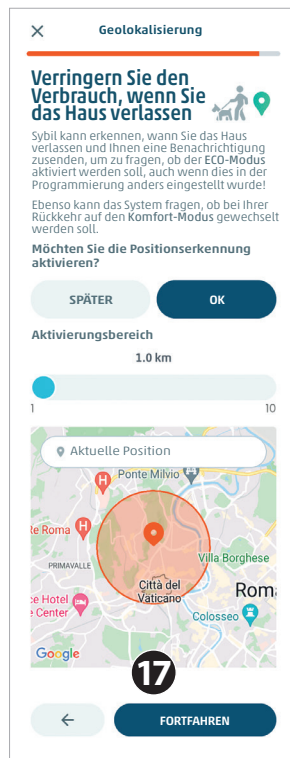 Geolokalisierung
Verringern Sie den
Verbrauch, wenn Sie
das Haus verlassen
Sybil kann erkennen, wann Sie das Haus
verlassen und Ihnen eine Benachrichtigung
zusenden, um zu fragen, ob der ECO-Modus
aktiviert werden soll, auch wenn dies in der
Programmierung anders eingestellt wurde!
Ebenso kann das System fragen, ob bei Ihrer
Rückkehr auf den Komfort-Modus gewechselt
werden soll.
Möchten Sie die Positionserkennung
aktivieren?
SPÄTER OK
Aktivierungsbereich
1.0 km
1 10
Aktuelle Position
Ponte Milvio
H
te Roma H
PRIMAVALLE
Villa Borghese
Città del
Vaticano
Roma
ce Hotel
e Center
Colosseo
Google
17
FORTFAHREN